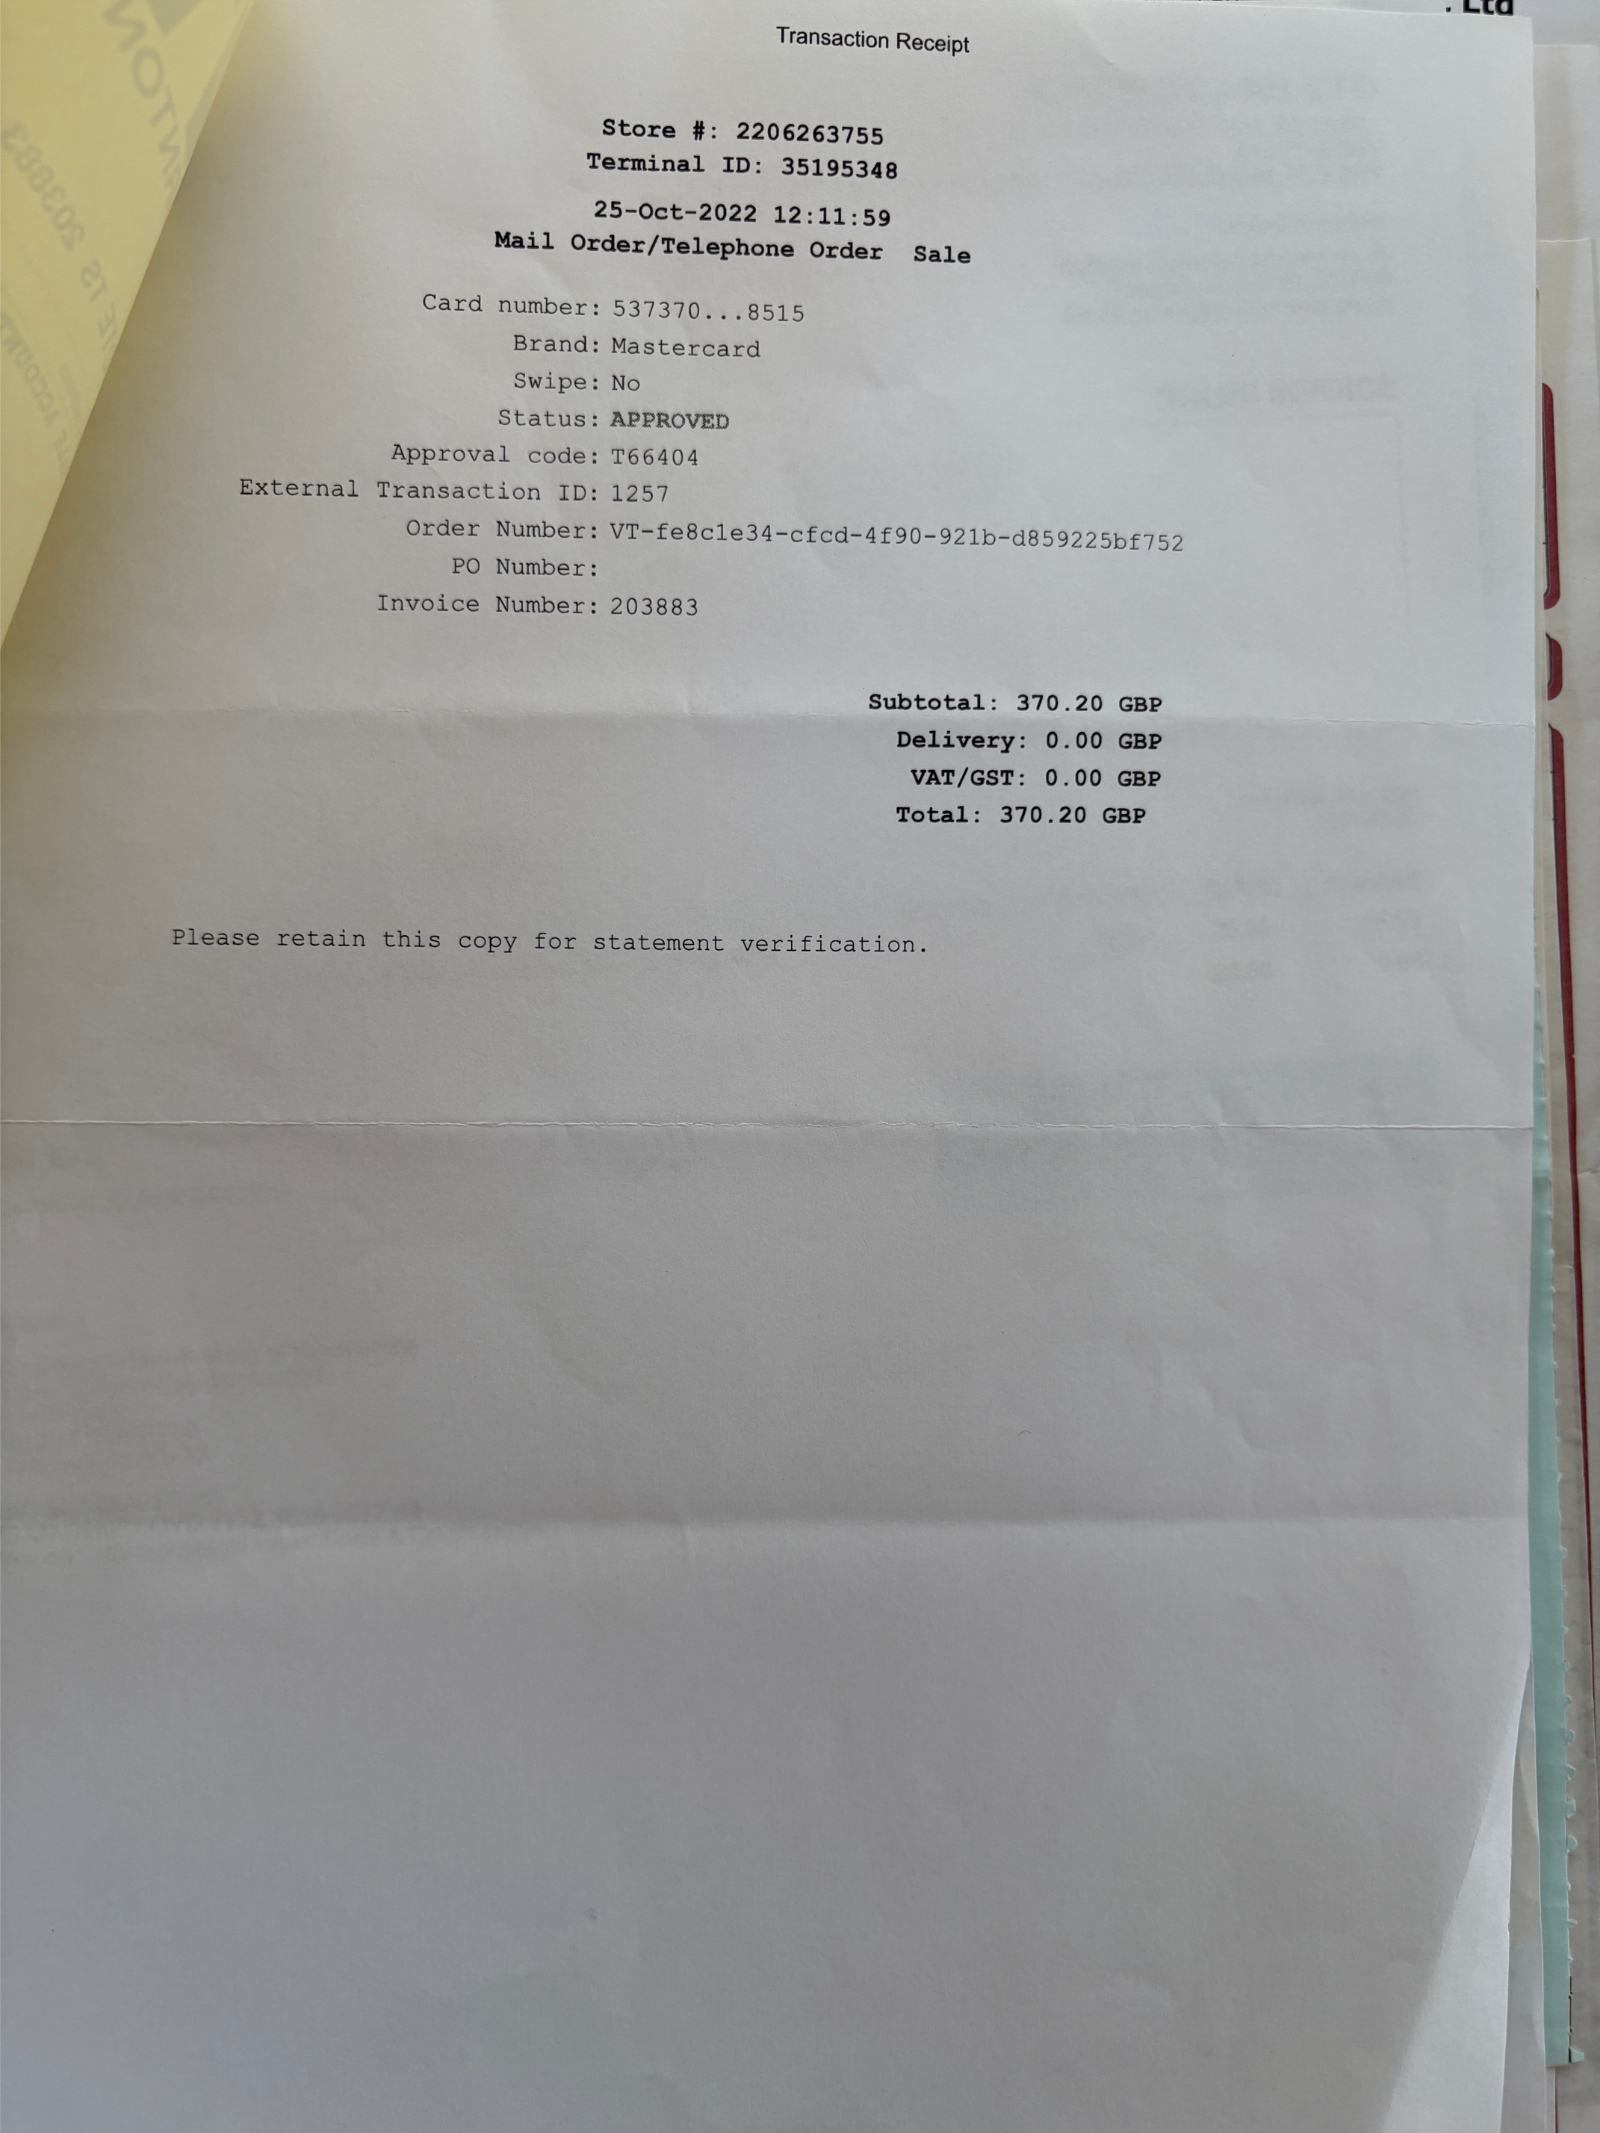 . Ltd
Transaction Receipt
Store #: 2206263755
Terminal ID: 35195348
25-Oct-2022 12:11:59
Mail Order/Telephone Order Sale
Card number: 537370...8515
Brand: Mastercard
Swipe: No
Status: APPROVED
Approval code: T66404
External Transaction ID: 1257
Order Number: VT-fe8c1e34-cfcd-4f90-921b-d859225bf752
PO Number:
Invoice Number: 203883
Subtotal: 370.20 GBP
Delivery: 0.00 GBP
VAT/GST: 0.00 GBP
Total: 370.20 GBP
Please retain this copy for statement verification.
203883